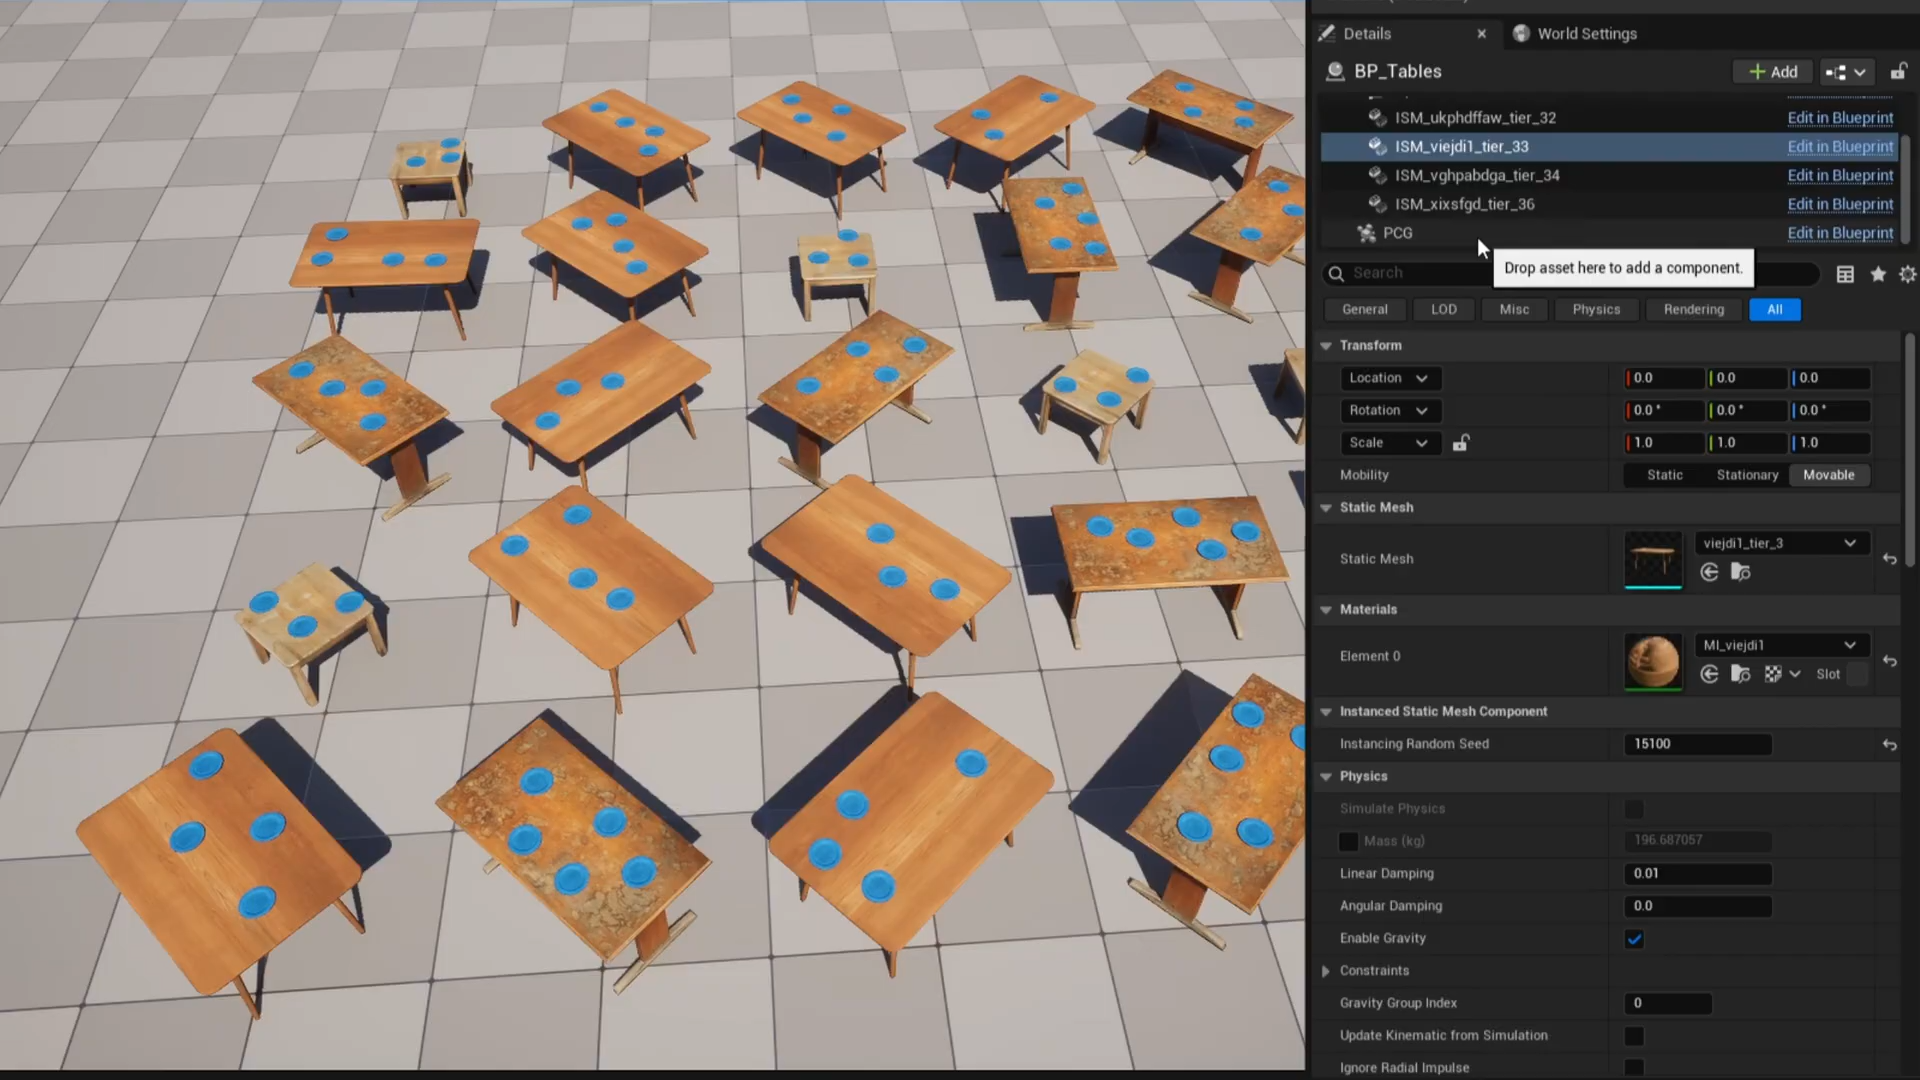 Details
World Settings
BP_Tables
Add
ISM_ukphdffaw_tier_32 Edit in Blueprint
ISM_viejdi1_tier_33 Edit in Blueprint
ISM_vghpabdga_tier_34 Edit in Blueprint
ISM_xixsfgd_tier_36 Edit in Blueprint
PCG Edit in Blueprint
Drop asset here to add a component.
Search
General LOD Misc Physics Rendering All
Transform
Location 0.0 0.0 0.0
Rotation 0.0 ° 0.0 ° 0.0 °
Scale 1.0 1.0 1.0
Mobility Static Stationary Movable
Static Mesh
Static Mesh viejdi1_tier_3
Materials
Element 0 MI_viejdi1
Slot
Instanced Static Mesh Component
Instancing Random Seed 15100
Physics
Simulate Physics
Mass (kg) 196.687057
Linear Damping 0.01
Angular Damping 0.0
Enable Gravity
Constraints
Gravity Group Index 0
Update Kinematic from Simulation
Ignore Radial Impulse